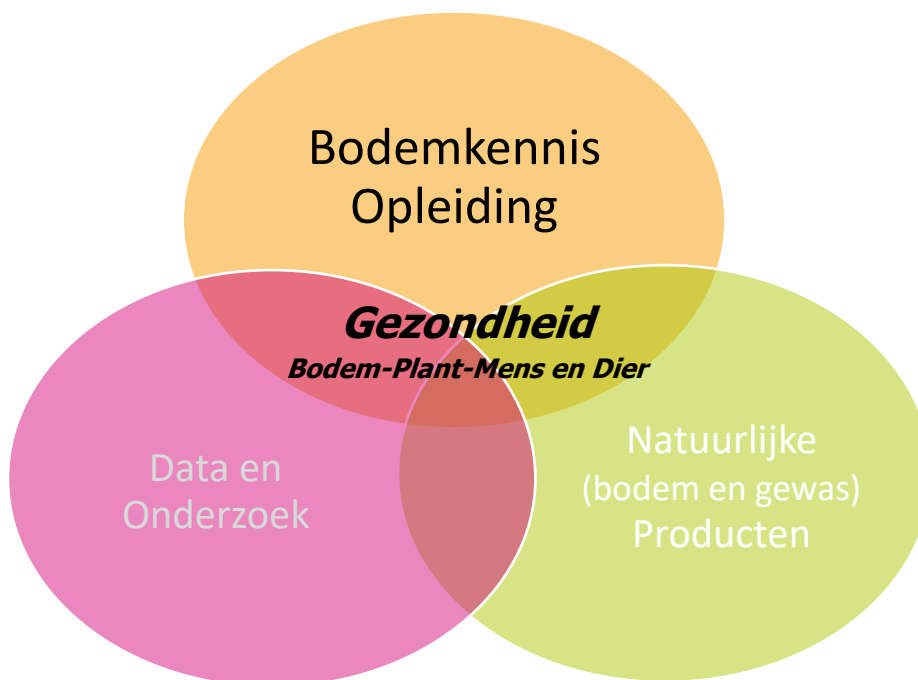 Bodemkennis
Opleiding
Gezondheid
Bodem-Plant-Mens en Dier
Data en
Onderzoek
Natuurlijke
(bodem en gewas)
Producten